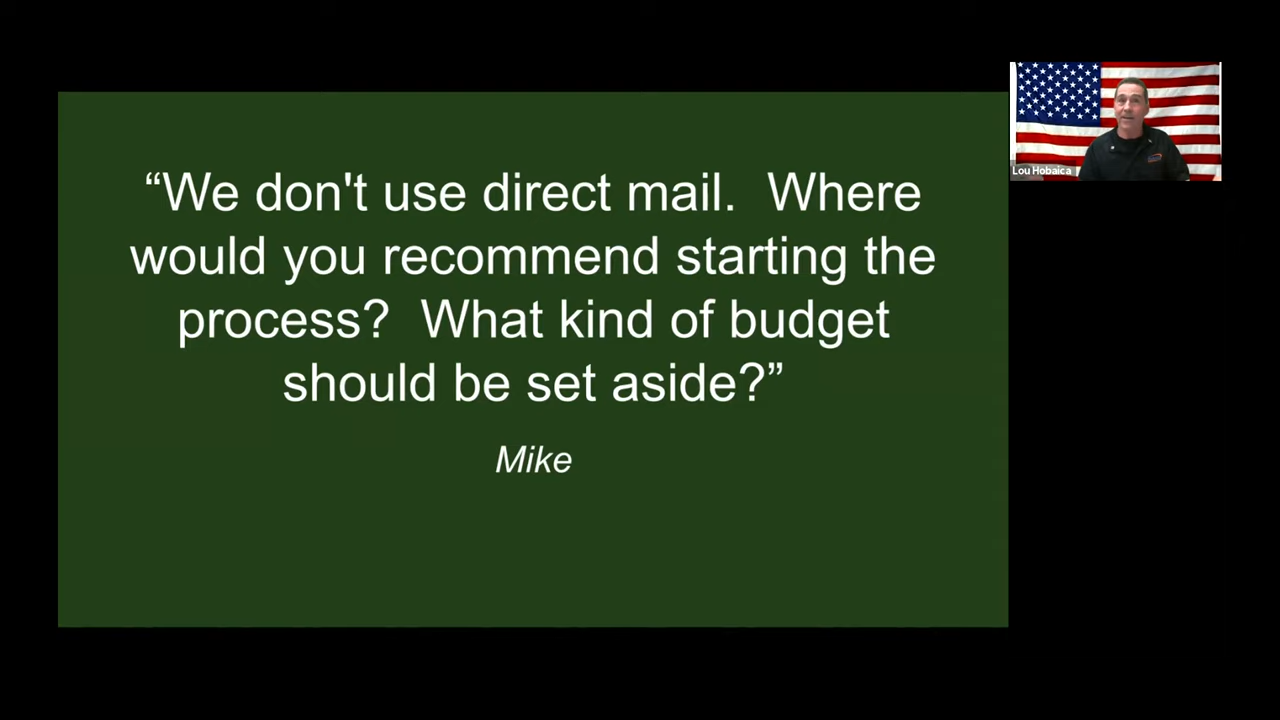 “We don't use direct mail.  Where
would you recommend starting the
process?  What kind of budget
should be set aside?”
Mike
Lou Hobaica